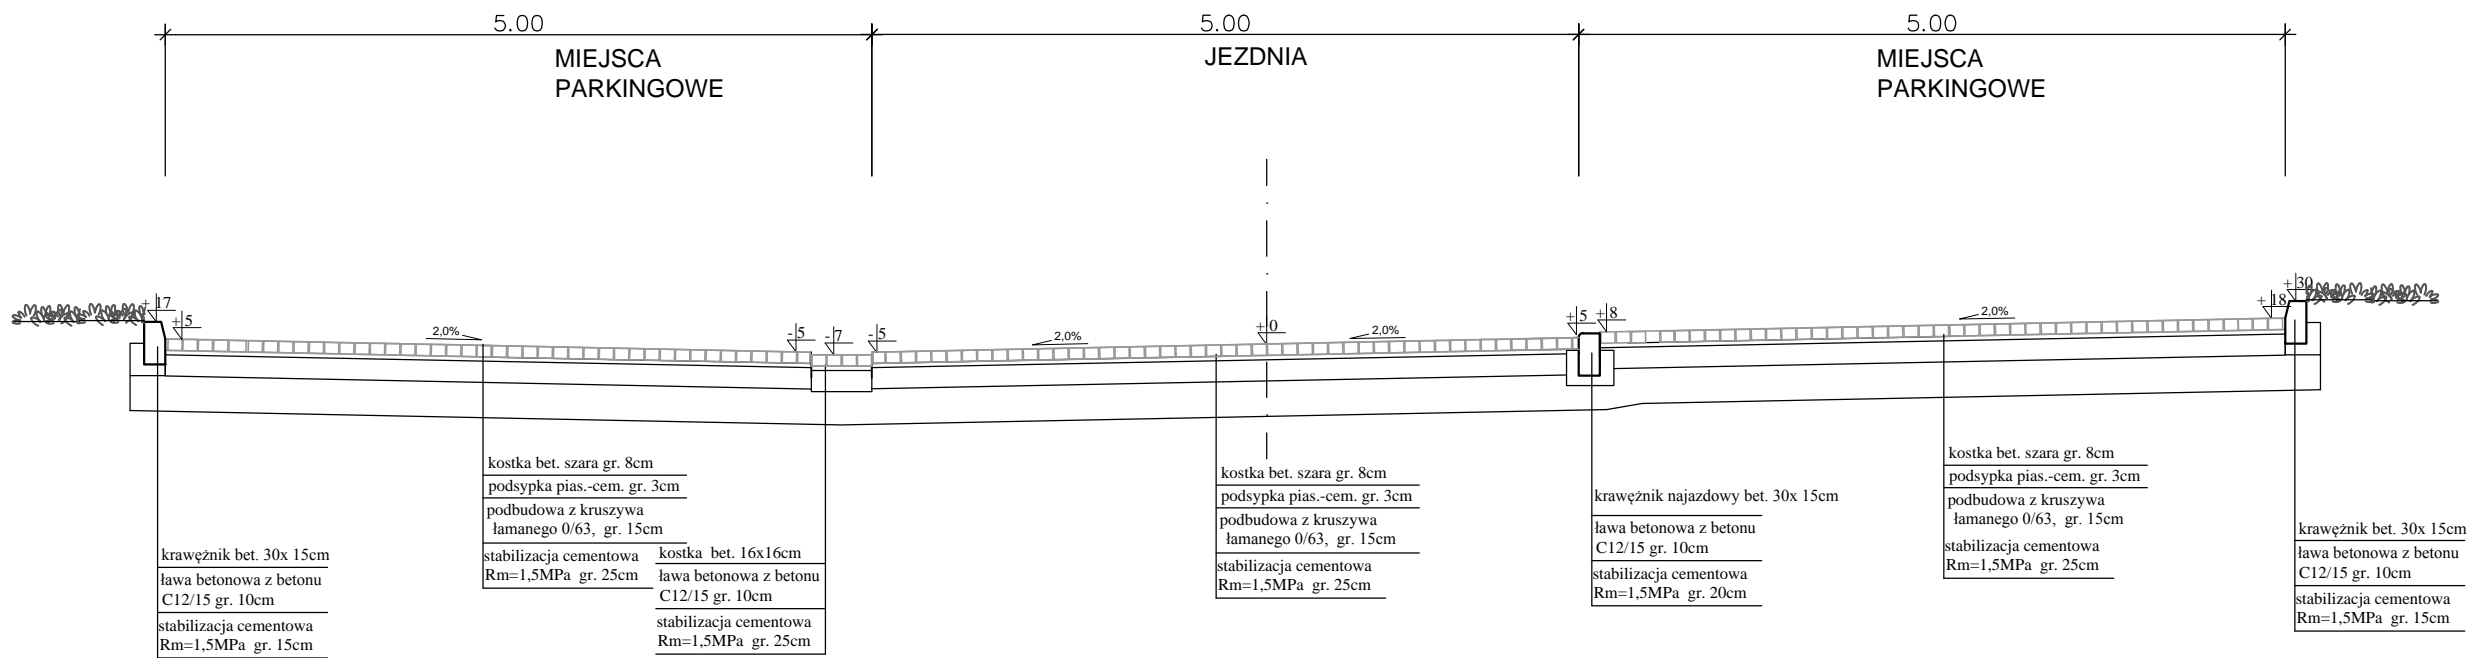 5.00
5.00
5.00
MIEJSCA
PARKINGOWE
JEZDNIA
MIEJSCA
PARKINGOWE
+17
+5
2,0%
-5
-7
-5
2,0%
+0
2,0%
+5
+8
2,0%
+18
+30
krawężnik bet. 30x 15cm
ława betonowa z betonu
C12/15 gr. 10cm
stabilizacja cementowa
Rm=1,5MPa gr. 15cm
kostka bet. szara gr. 8cm
podsypka pias.-cem. gr. 3cm
podbudowa z kruszywa
łamanego 0/63, gr. 15cm
stabilizacja cementowa
Rm=1,5MPa gr. 25cm
kostka bet. 16x16cm
ława betonowa z betonu
C12/15 gr. 10cm
stabilizacja cementowa
Rm=1,5MPa gr. 25cm
kostka bet. szara gr. 8cm
podsypka pias.-cem. gr. 3cm
podbudowa z kruszywa
łamanego 0/63, gr. 15cm
stabilizacja cementowa
Rm=1,5MPa gr. 25cm
krawężnik najazdowy bet. 30x 15cm
ława betonowa z betonu
C12/15 gr. 10cm
stabilizacja cementowa
Rm=1,5MPa gr. 20cm
kostka bet. szara gr. 8cm
podsypka pias.-cem. gr. 3cm
podbudowa z kruszywa
łamanego 0/63, gr. 15cm
stabilizacja cementowa
Rm=1,5MPa gr. 25cm
krawężnik bet. 30x 15cm
ława betonowa z betonu
C12/15 gr. 10cm
stabilizacja cementowa
Rm=1,5MPa gr. 15cm